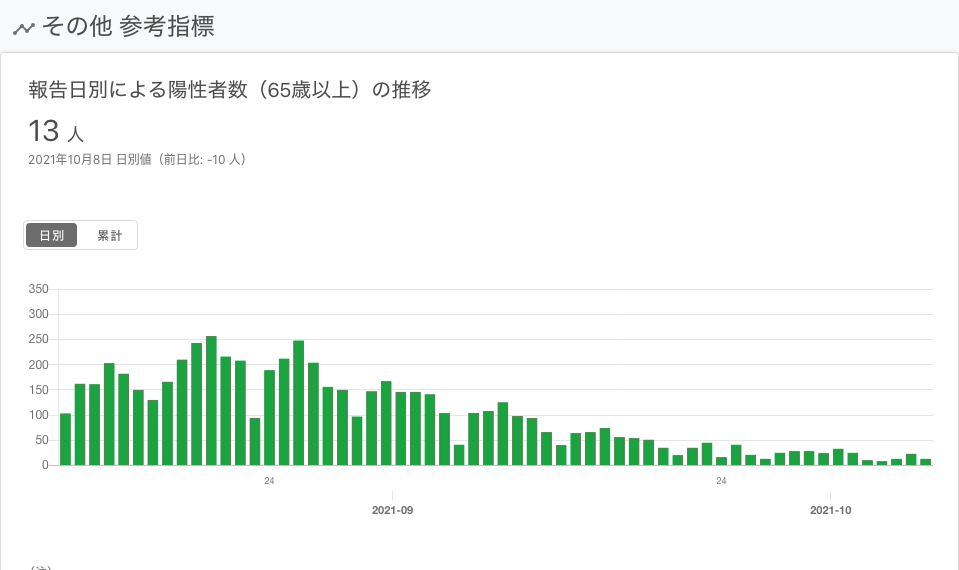 その他 参考指標
報告日別による陽性者数（65歳以上）の推移
13 人
2021年10月8日 日別値（前日比: -10 人）
日別 累計
350
300
250
200
150
100
50
0
24 24
2021-09 2021-10
（注）